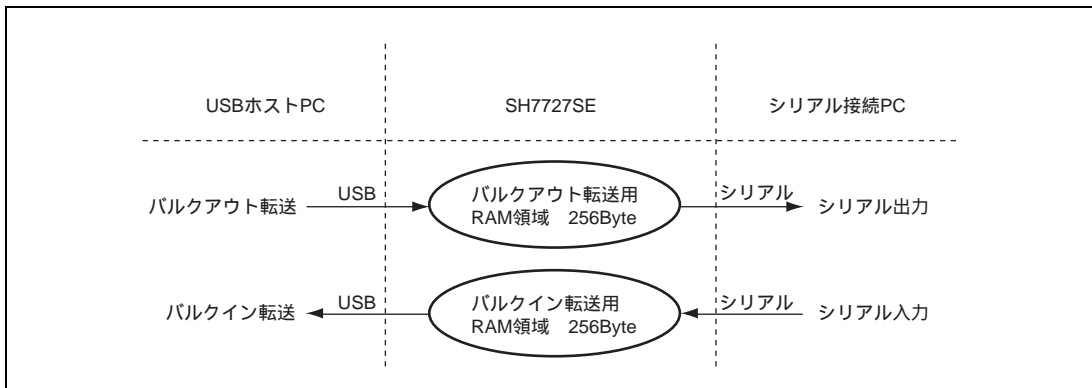 USBホストPC
SH7727SE
シリアル接続PC
バルクアウト転送
USB
バルクアウト転送用
RAM領域 256Byte
シリアル
シリアル出力
バルクイン転送
USB
バルクイン転送用
RAM領域 256Byte
シリアル
シリアル入力